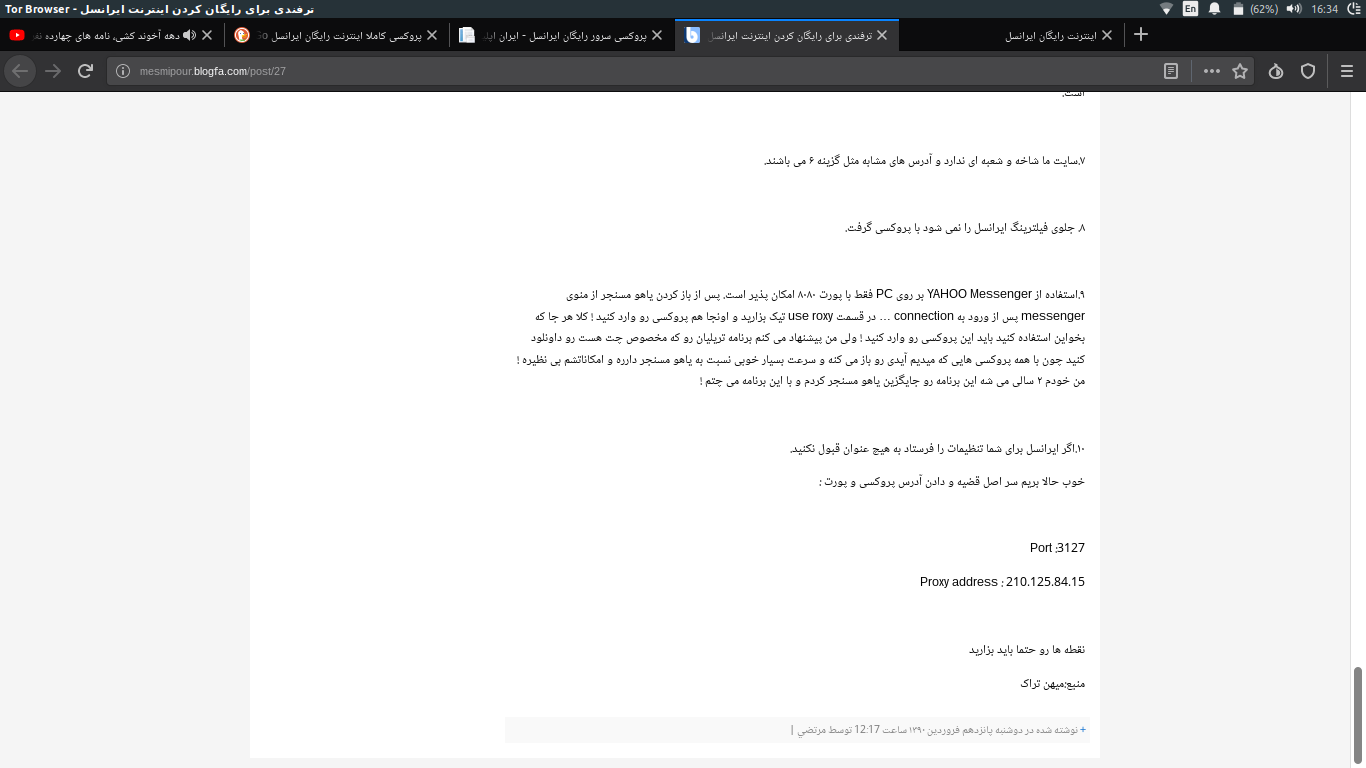 ترفندی برای رایگان کردن اینترنت ایرانسل - Tor Browser
En
(62%)
16:34
دهه آخوند کشی، نامه های چهارده
پروکسی کاملا اینترنت رایگان ایرانسل
پروکسی سرور رایگان ایرانسل - ایران
ترفندی برای رایگان کردن اینترنت ایرانسل
اینترنت رایگان ایرانسل
mesmipour.blogfa.com/post/27
است.
۷.سایت ما شاخه و شعبه ای ندارد و آدرس های مشابه مثل گزینه ۶ می باشند.
۸. جلوی فیلترینگ ایرانسل را نمی شود با پروکسی گرفت.
۹.استفاده از YAHOO Messenger بر روی PC فقط با پورت ۸۰۸۰ امکان پذیر است. پس از باز کردن یاهو مسنجر از منوی
messenger پس از ورود به connection … در قسمت use roxy تیک بزارید و اونجا هم پروکسی رو وارد کنید ! کلا هر جا که
بخواین استفاده کنید باید این پروکسی رو وارد کنید ! ولی من پیشنهاد می کنم برنامه تریلیان رو که مخصوص چت هست رو داونلود
کنید چون با همه پروکسی هایی که میدیم آیدی رو باز می کنه و سرعت بسیار خوبی نسبت به یاهو مسنجر دارره و امکاناتشم بی نظیره !
من خودم ۲ سالی می شه این برنامه رو جایگزین یاهو مسنجر کردم و با این برنامه می چتم !
۱۰.اگر ایرانسل برای شما تنظیمات را فرستاد به هیچ عنوان قبول نکنید.
خوب حالا بریم سر اصل قضیه و دادن آدرس پروکسی و پورت :
Port :3127
Proxy address : 210.125.84.15
نقطه ها رو حتما باید بزارید
منبع:میهن تراک
+ نوشته شده در دوشنبه پانزدهم فروردین ۱۳۹۰ ساعت 12:17 توسط مرتضي |